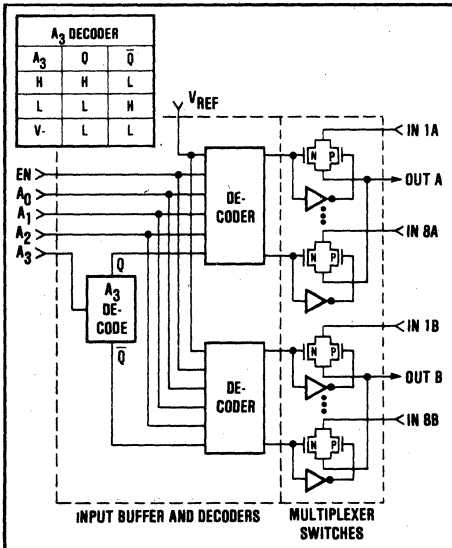 A3 DECODER
A3 Q Q̅
H H L
L L H
V- L L
VREF
EN
A0
A1
A2
A3
Q
A3 DE-CODE
Q̅
DE-CODER
DE-CODER
N P
N P
N P
N P
IN 1A
OUT A
IN 8A
IN 1B
OUT B
IN 8B
INPUT BUFFER AND DECODERS
MULTIPLEXER
SWITCHES